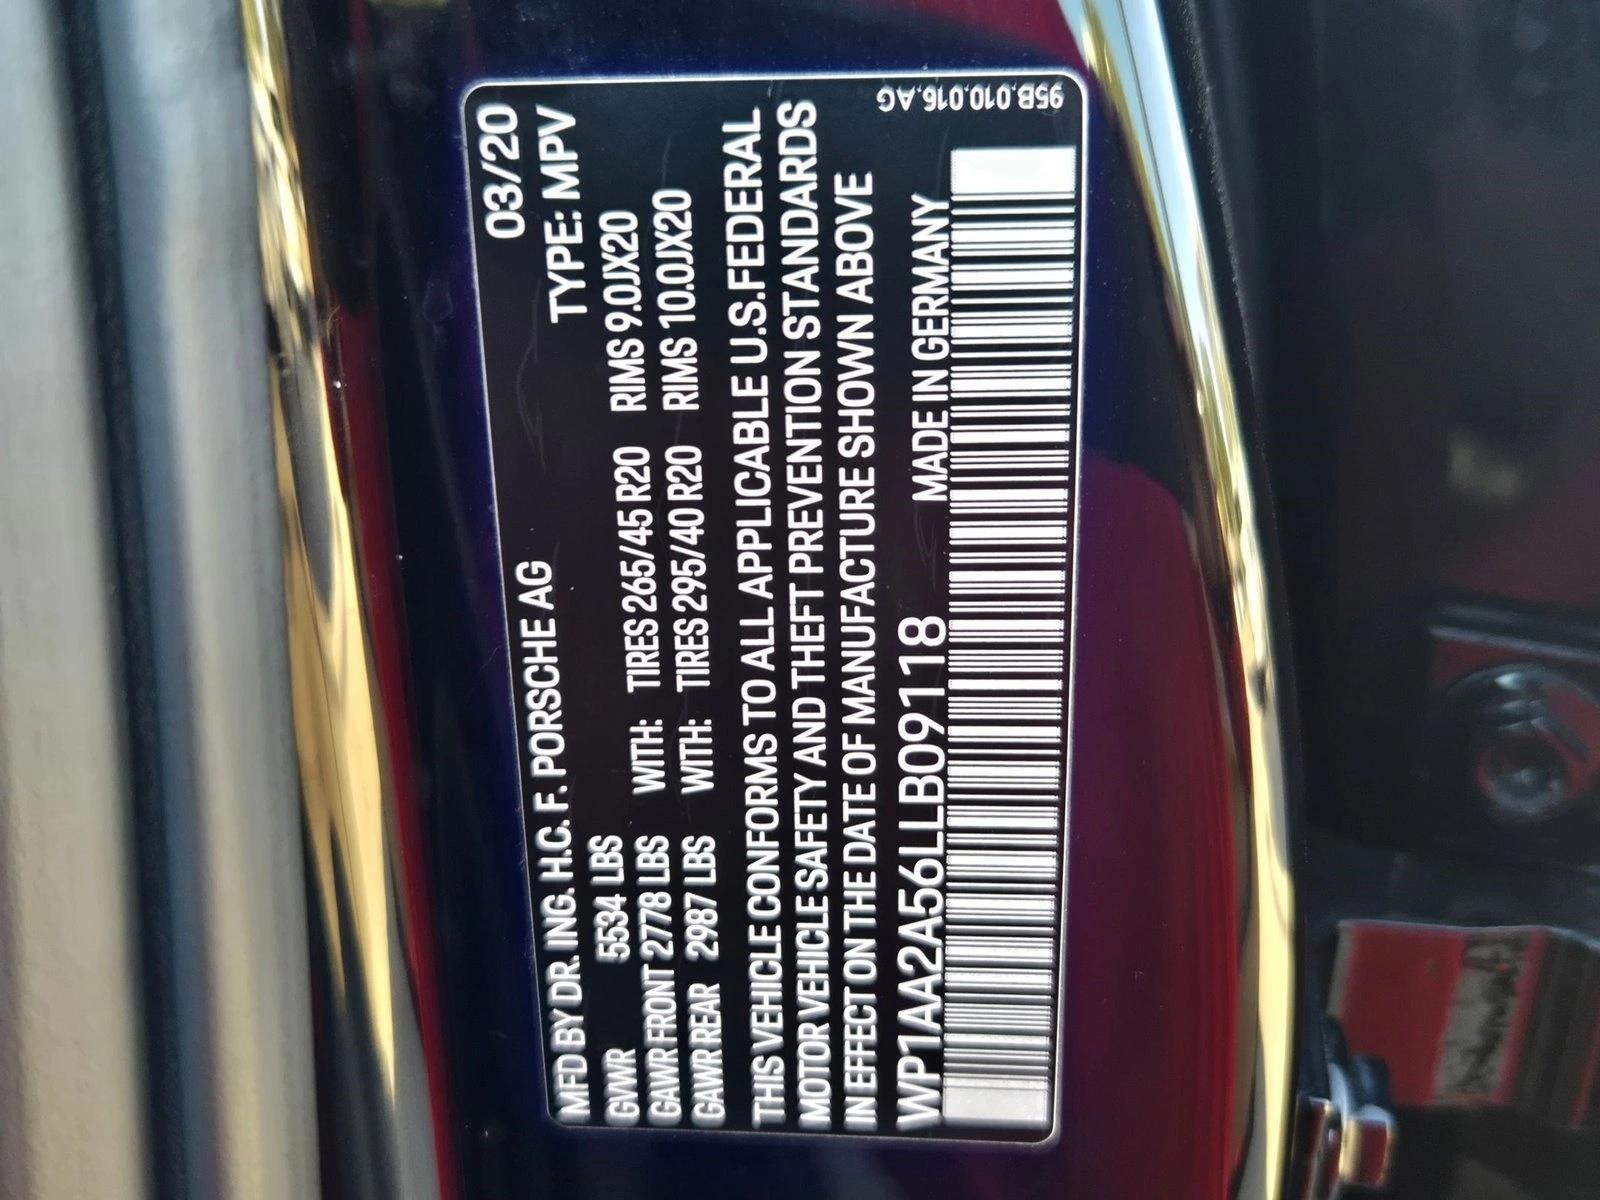 03/20
MFD BY DR. ING. H.C. F. PORSCHE AG TYPE: MPV
GVWR 5534 LBS
GAWR FRONT 2778 LBS WITH: TIRES 265/45 R20 RIMS 9.0JX20
GAWR REAR 2987 LBS WITH: TIRES 295/40 R20 RIMS 10.0JX20
THIS VEHICLE CONFORMS TO ALL APPLICABLE U.S.FEDERAL
MOTOR VEHICLE SAFETY AND THEFT PREVENTION STANDARDS
IN EFFECT ON THE DATE OF MANUFACTURE SHOWN ABOVE
MADE IN GERMANY
WP1AA2A56LLB09118
95B.010.016.AG